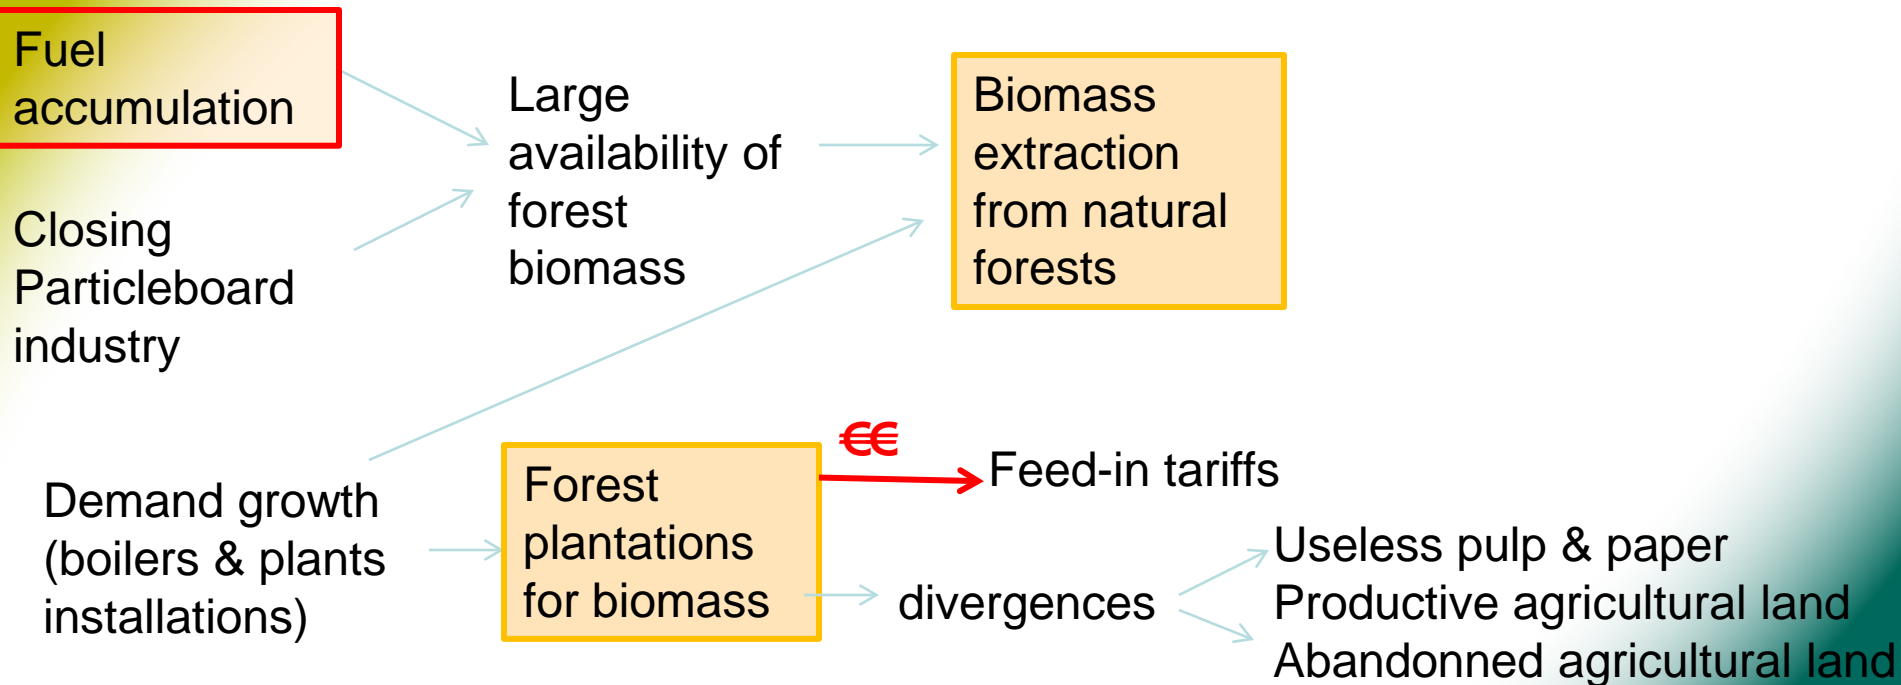 Fuel
accumulation
Large
availability of
forest
biomass
Biomass
extraction
from natural
forests
Closing
Particleboard
industry
€€
Feed-in tariffs
Demand growth
(boilers & plants
installations)
Forest
plantations
for biomass
divergences
Useless pulp & paper
Productive agricultural land
Abandonned agricultural land